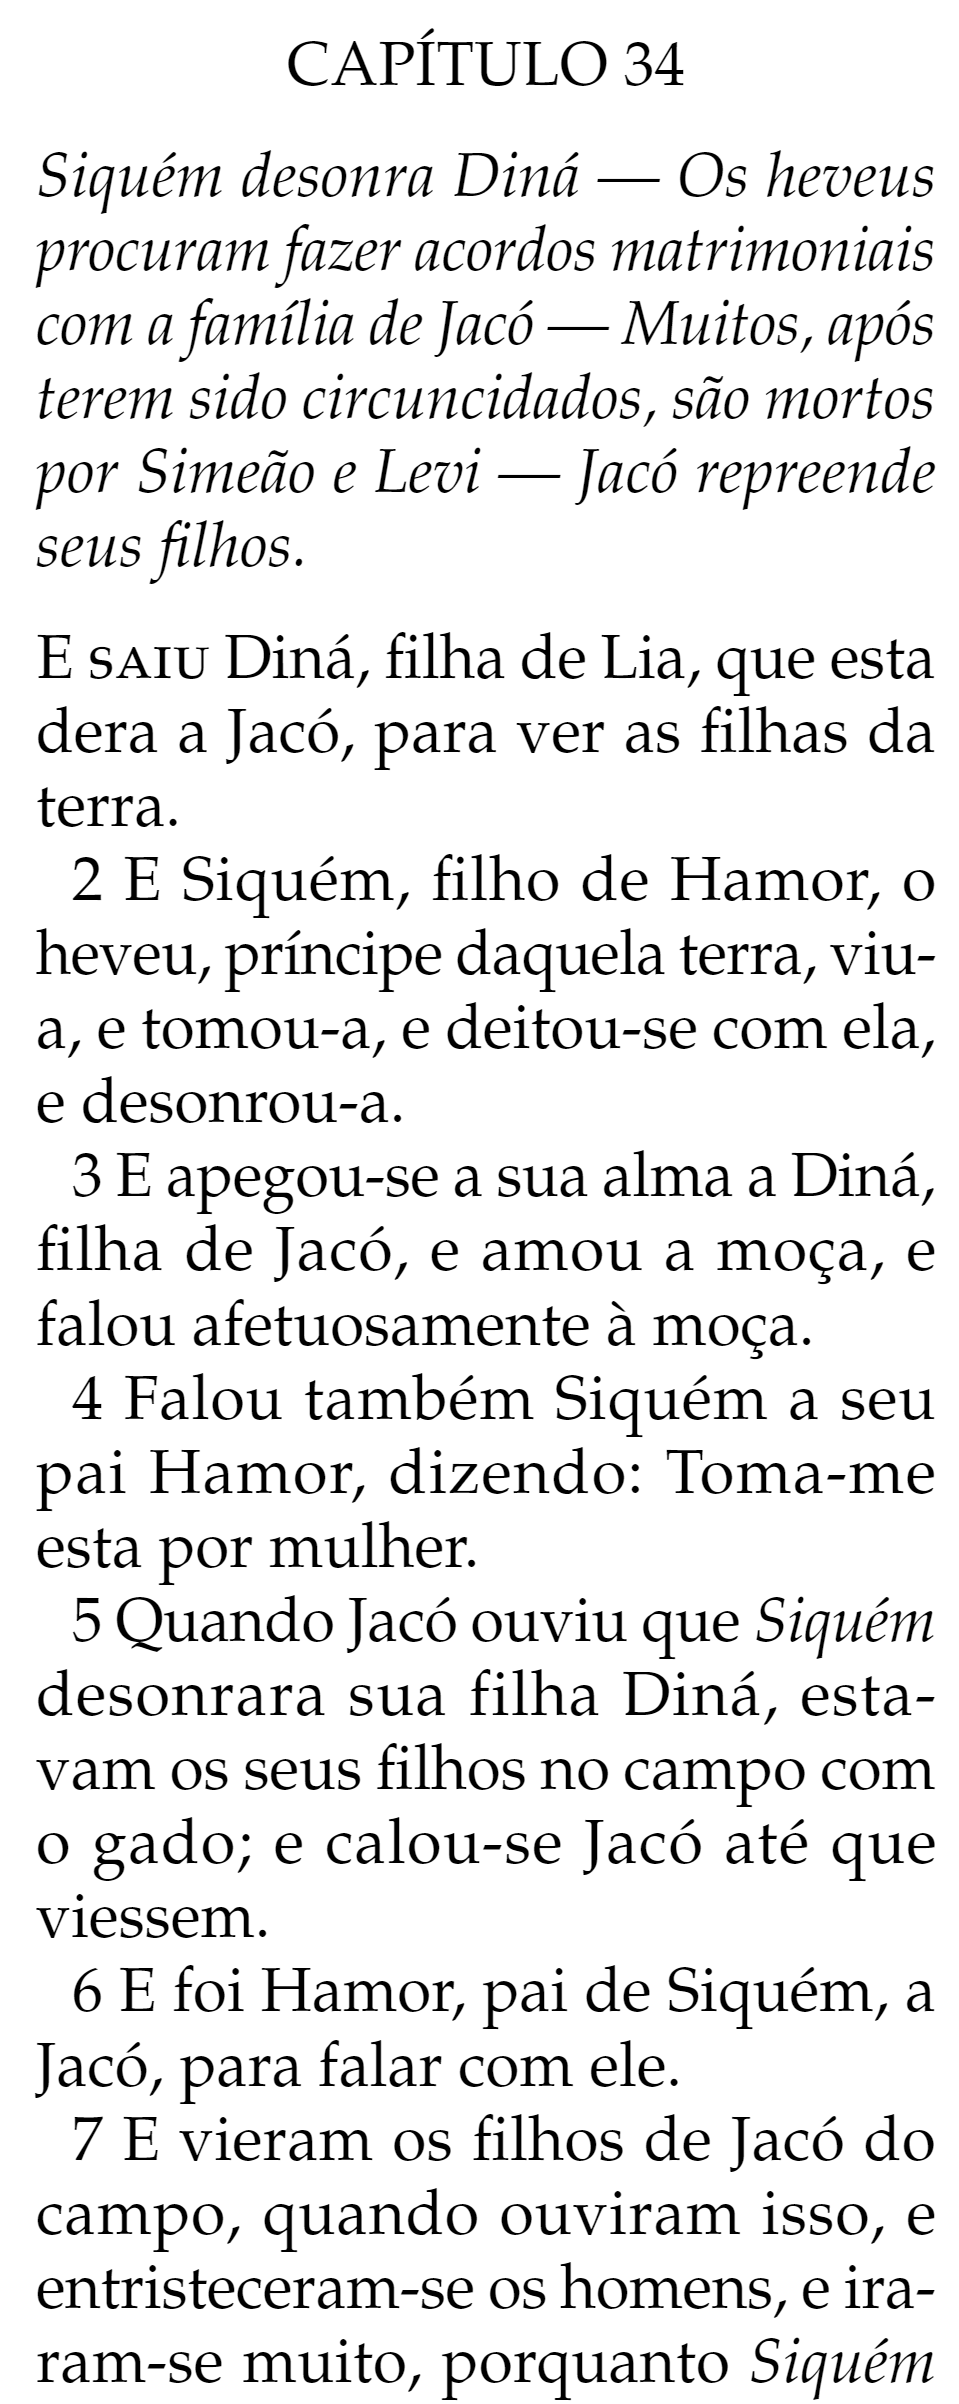 CAPÍTULO 34
Siquém desonra Diná — Os heveus
procuram fazer acordos matrimoniais
com a família de Jacó — Muitos, após
terem sido circuncidados, são mortos
por Simeão e Levi — Jacó repreende
seus filhos.
E SAIU Diná, filha de Lia, que esta
dera a Jacó, para ver as filhas da
terra.
2 E Siquém, filho de Hamor, o
heveu, príncipe daquela terra, viu-
a, e tomou-a, e deitou-se com ela,
e desonrou-a.
3 E apegou-se a sua alma a Diná,
filha de Jacó, e amou a moça, e
falou afetuosamente à moça.
4 Falou também Siquém a seu
pai Hamor, dizendo: Toma-me
esta por mulher.
5 Quando Jacó ouviu que Siquém
desonrara sua filha Diná, esta-
vam os seus filhos no campo com
o gado; e calou-se Jacó até que
viessem.
6 E foi Hamor, pai de Siquém, a
Jacó, para falar com ele.
7 E vieram os filhos de Jacó do
campo, quando ouviram isso, e
entristeceram-se os homens, e ira-
ram-se muito, porquanto Siquém